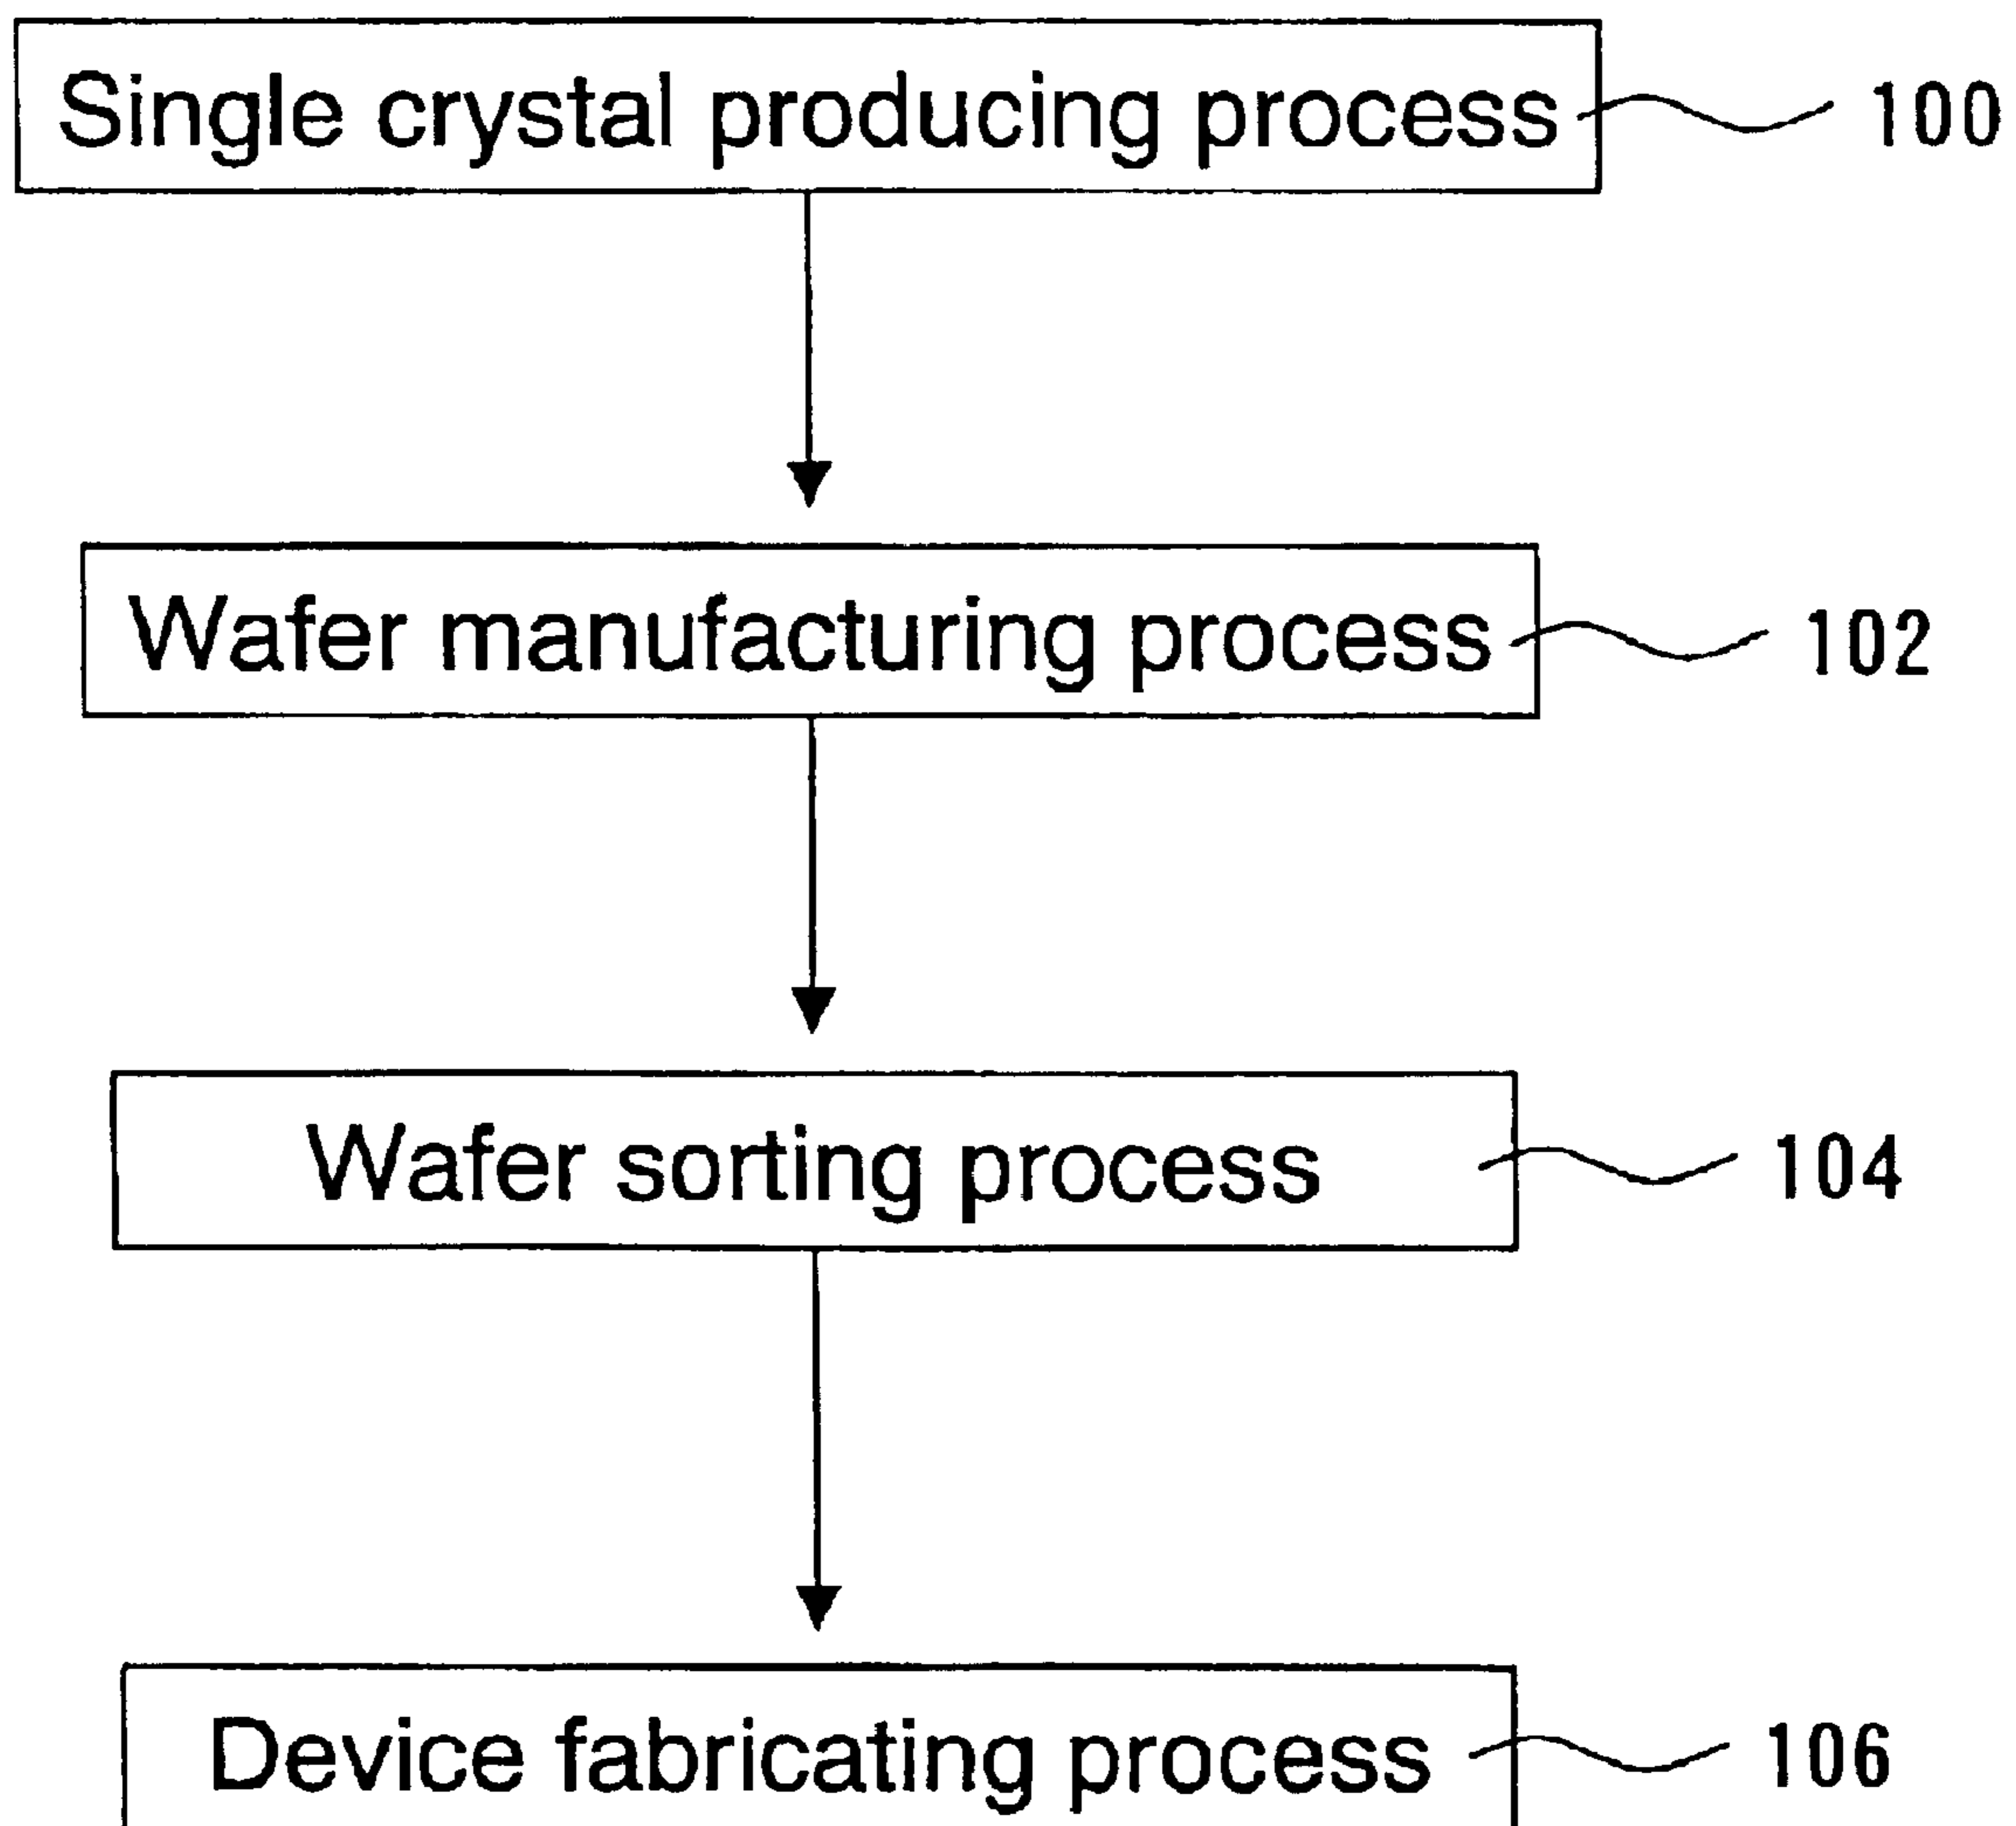 Single crystal producing process 100
Wafer manufacturing process 102
Wafer sorting process 104
Device fabricating process 106